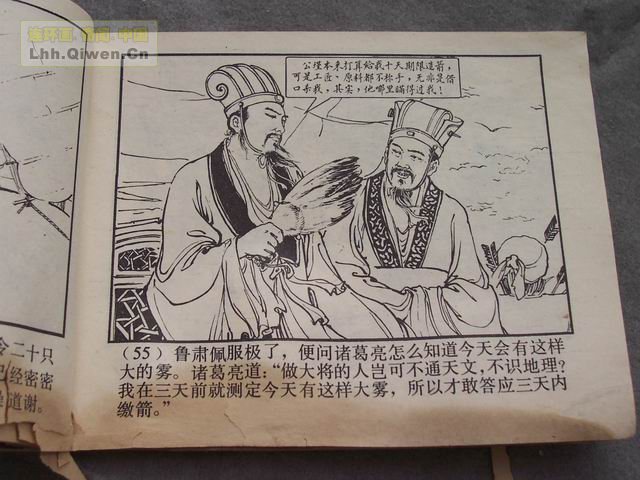 连环画·新闻·中国
Lhh.Qiwen.Cn
公瑾本来打算给我十天期限造箭,
可是工匠、原料都不称手,无非是借
口杀我,其实,他哪里瞒得过我!
令二十只
已经密密
道谢。
(55) 鲁肃佩服极了,便问诸葛亮怎么知道今天会有这样
大的雾。诸葛亮道:“做大将的人岂可不通天文,不识地理?
我在三天前就测定今天有这样大雾,所以才敢答应三天内
缴箭。”